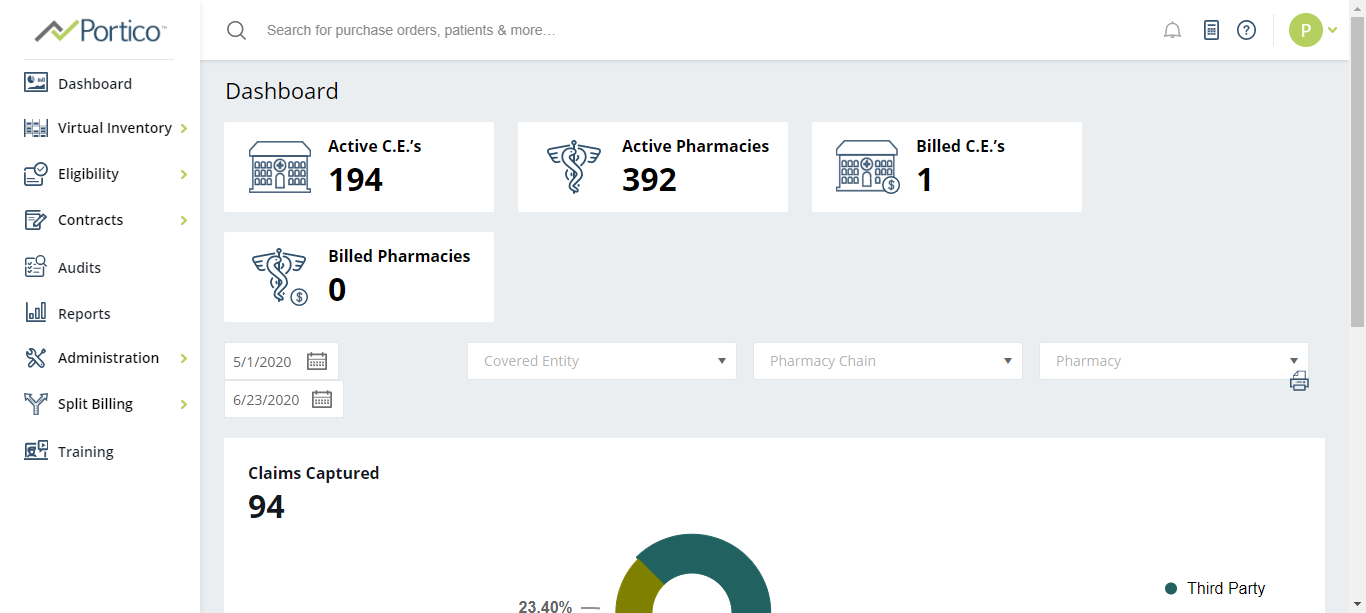 Portico™
Search for purchase orders, patients & more...
P
Dashboard
Virtual Inventory
Eligibility
Contracts
Audits
Reports
Administration
Split Billing
Training
Dashboard
Active C.E.'s
194
Active Pharmacies
392
Billed C.E.'s
1
Billed Pharmacies
0
5/1/2020
6/23/2020
Covered Entity
Pharmacy Chain
Pharmacy
Claims Captured
94
23.40%
Third Party